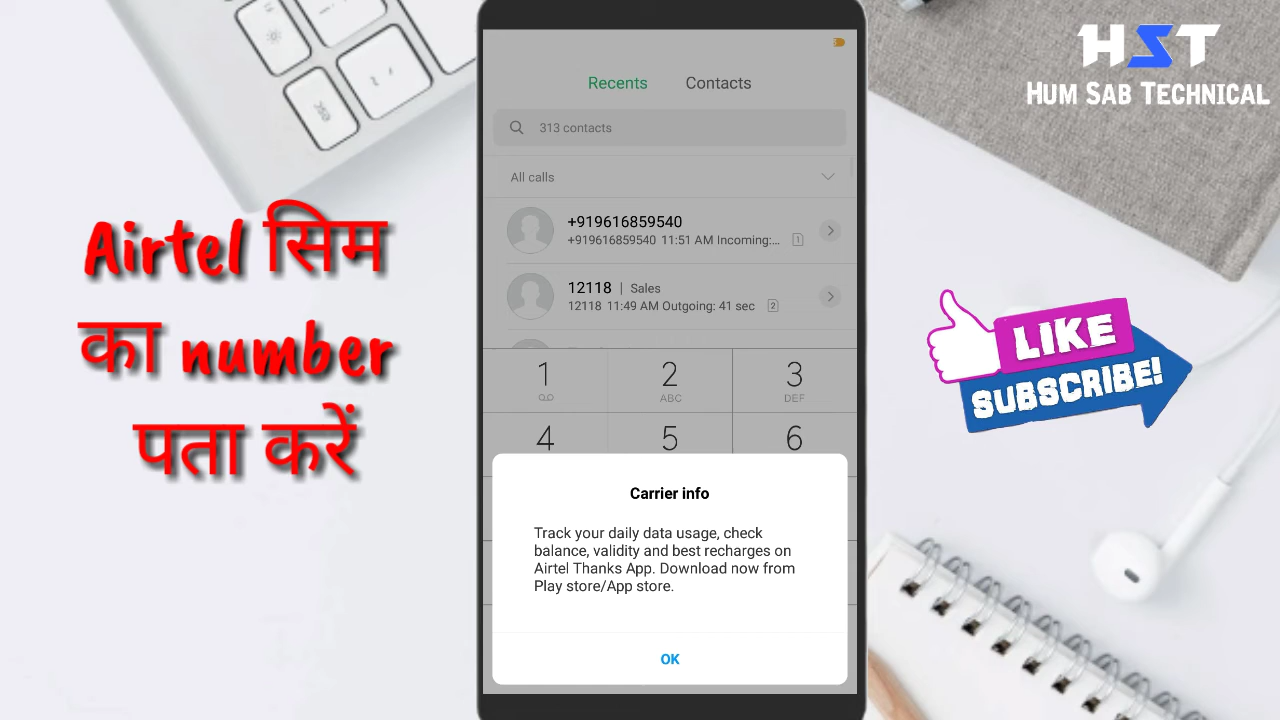 HST
HUM SAB TECHNICAL
Airtel सिम
का number
पता करें
Recents Contacts
313 contacts
All calls
+919616859540
+919616859540 11:51 AM Incoming:... 1
12118 | Sales
12118 11:49 AM Outgoing: 41 sec 2
1 2 3
ABC DEF
4 5 6
Carrier info
Track your daily data usage, check
balance, validity and best recharges on
Airtel Thanks App. Download now from
Play store/App store.
OK
LIKE
SUBSCRIBE!